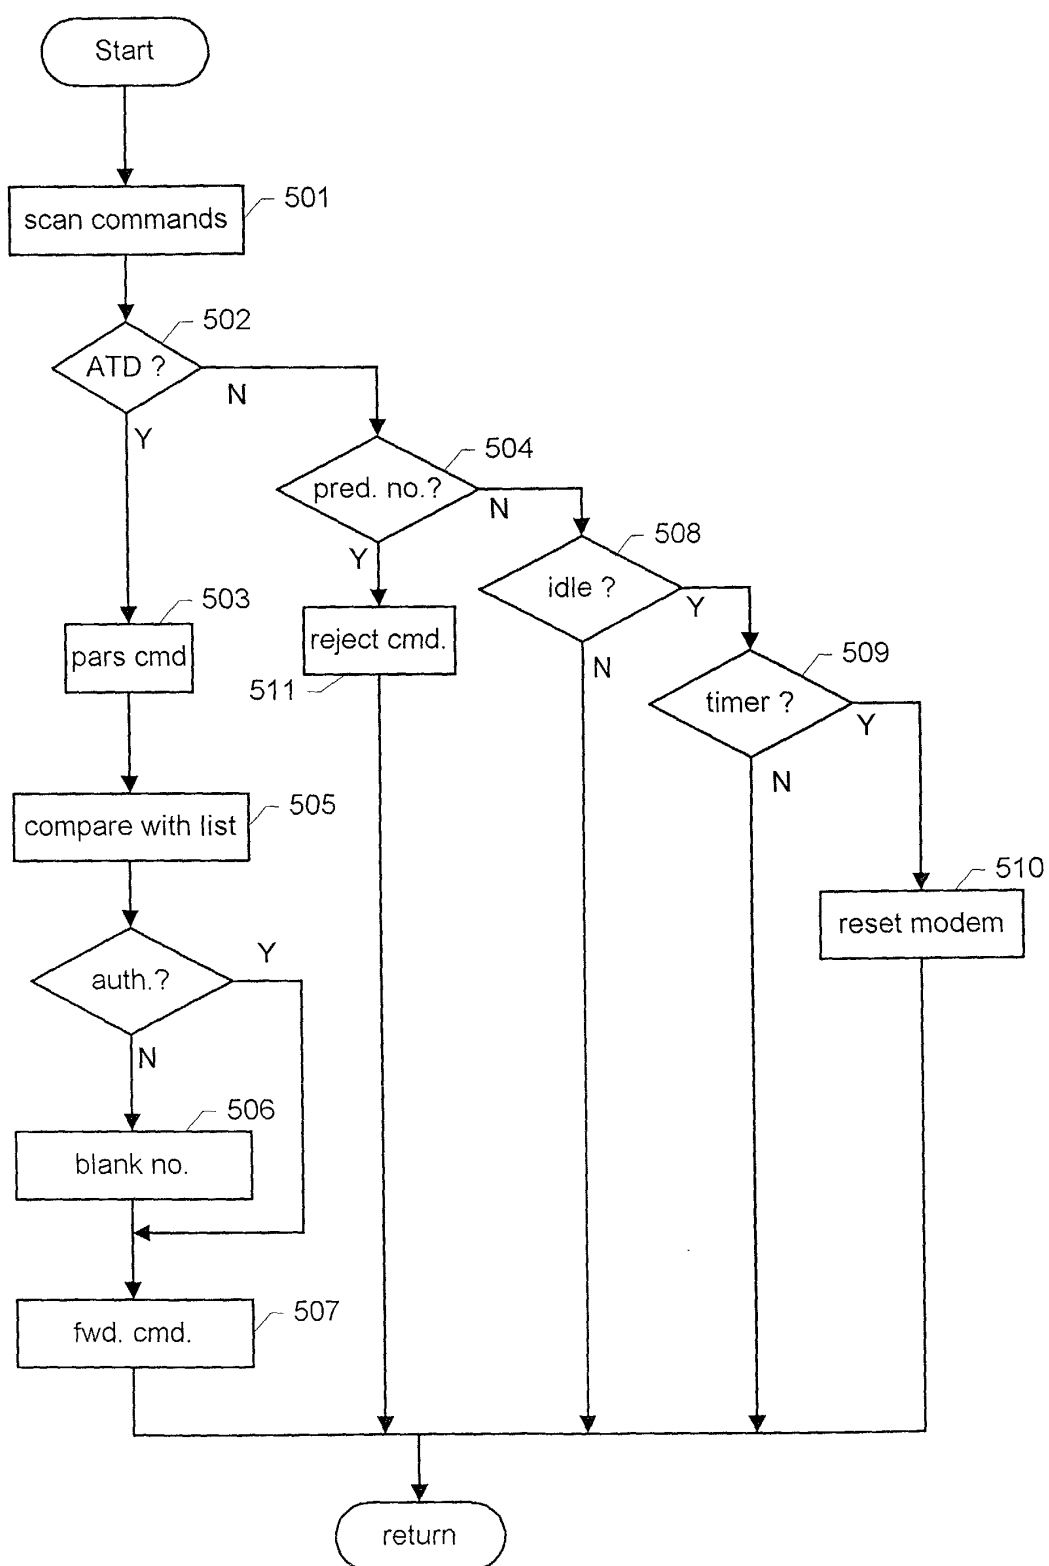 Start
501
scan commands
502
ATD ?
N
Y
504
pred. no.?
N
Y
508
idle ?
Y
N
503
pars cmd
reject cmd.
511
509
timer ?
Y
N
505
compare with list
510
reset modem
auth.?
Y
N
506
blank no.
507
fwd. cmd.
return